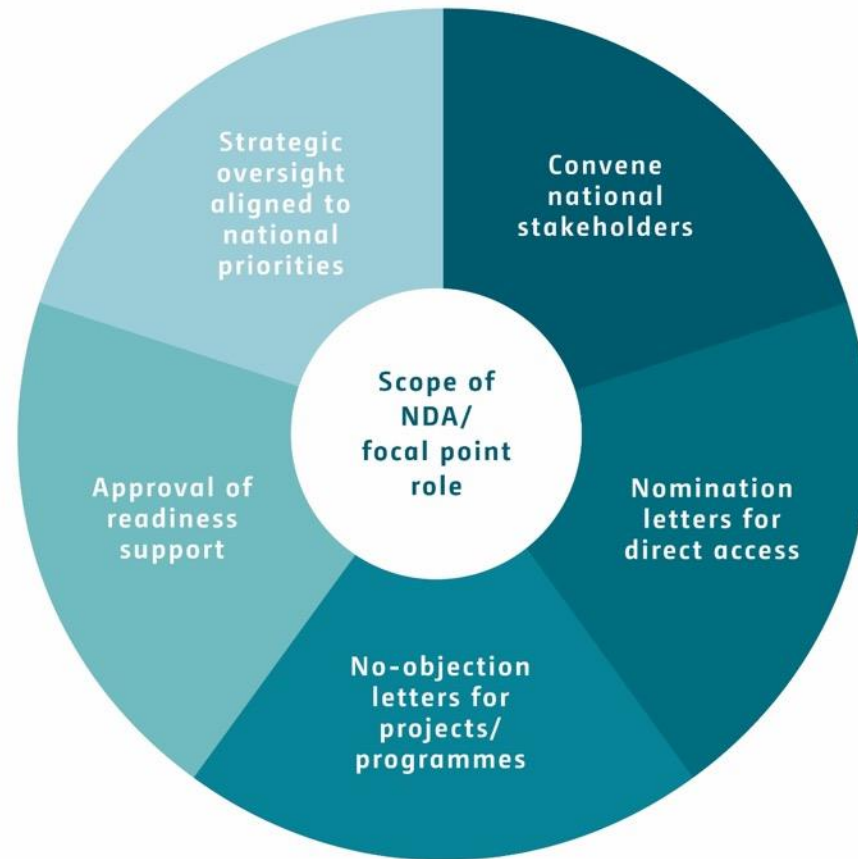 Strategic
oversight
aligned to
national
priorities
Convene
national
stakeholders
Scope of
NDA/
focal point
role
Approval of
readiness
support
Nomination
letters for
direct access
No-objection
letters for
projects/
programmes